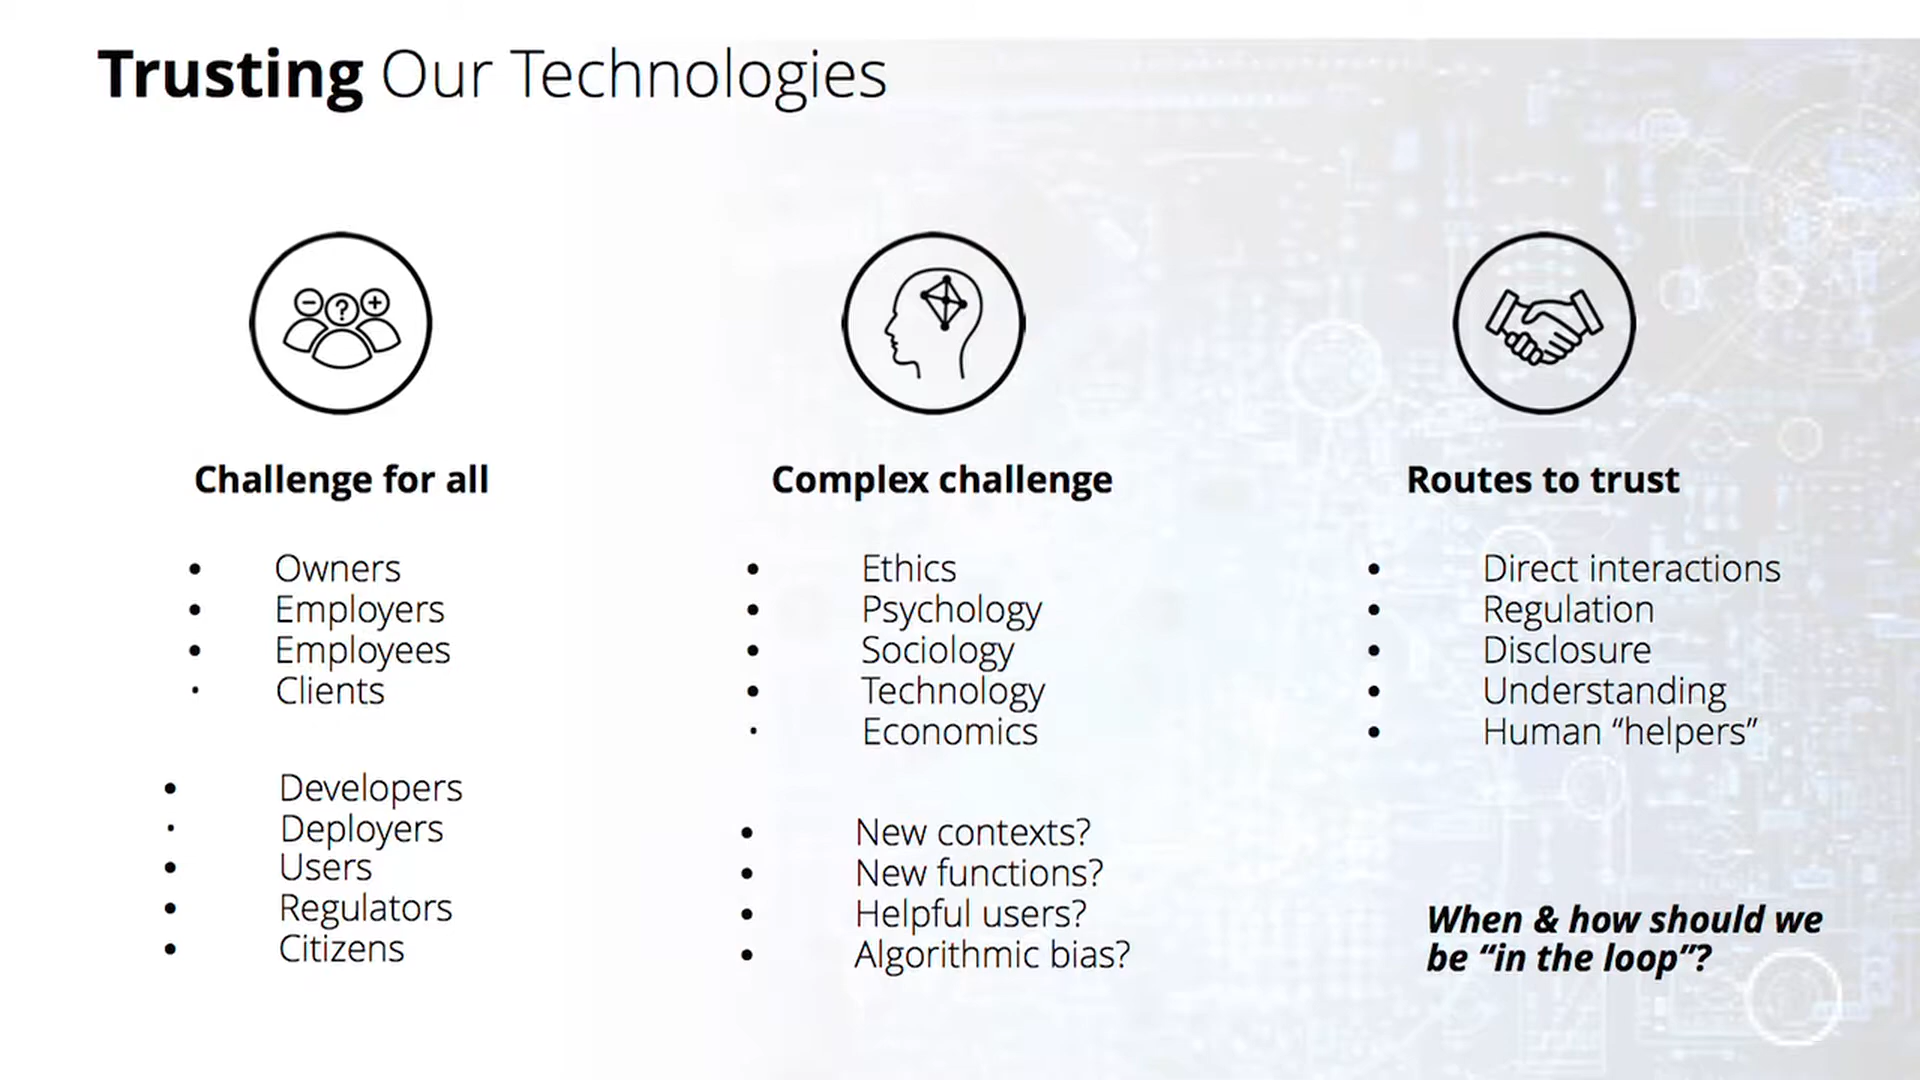 Trusting Our Technologies
Challenge for all
• Owners
• Employers
• Employees
• Clients
• Developers
• Deployers
• Users
• Regulators
• Citizens
Complex challenge
• Ethics
• Psychology
• Sociology
• Technology
• Economics
• New contexts?
• New functions?
• Helpful users?
• Algorithmic bias?
Routes to trust
• Direct interactions
• Regulation
• Disclosure
• Understanding
• Human “helpers”
When & how should we
be “in the loop”?